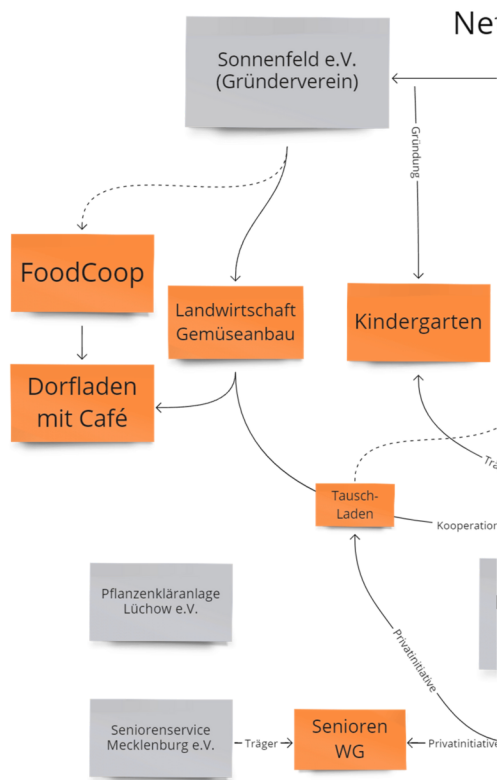 Net
Sonnenfeld e.V.
(Gründerverein)
Gründung
FoodCoop
Landwirtschaft
Gemüseanbau
Kindergarten
Dorfladen
mit Café
Trä
Tausch-
Laden
Kooperation
Pflanzenkläranlage
Lüchow e.V.
Privatinitiative
Seniorenservice
Mecklenburg e.V.
Träger
Senioren
WG
Privatinitiative